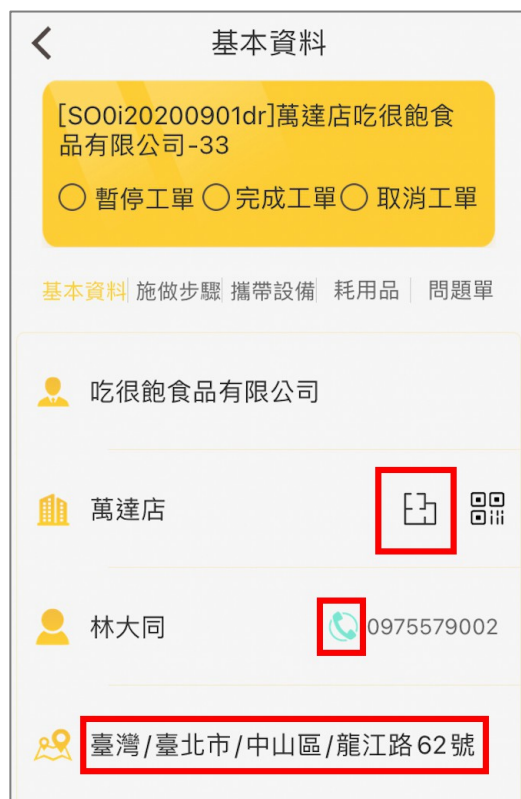 基本資料
[SO0i20200901dr]萬達店吃很飽食
品有限公司-33
暫停工單 完成工單 取消工單
基本資料 施做步驟 攜帶設備 耗用品 問題單
吃很飽食品有限公司
萬達店
林大同 0975579002
臺灣/臺北市/中山區/龍江路62號